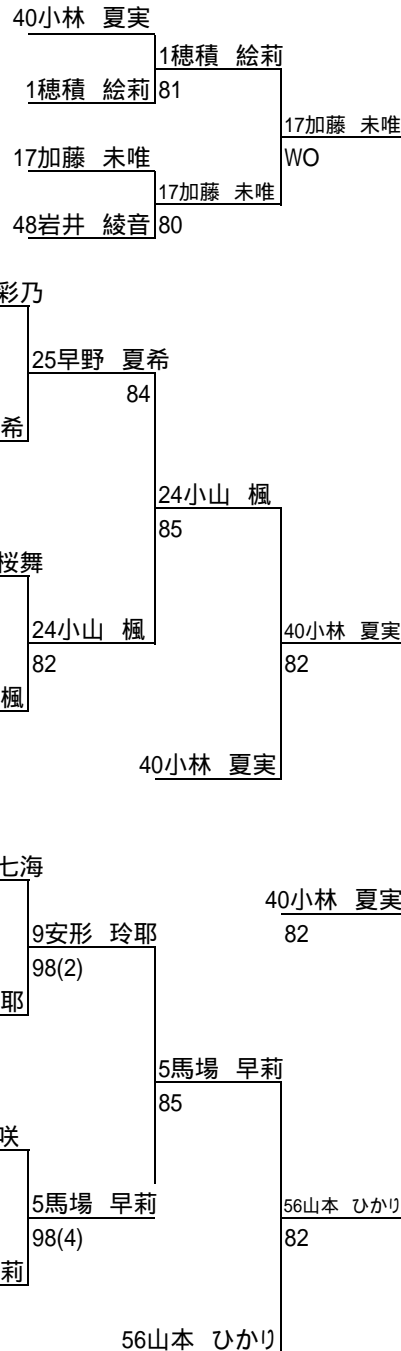 40小林 夏実
1穂積 絵莉
1穂積 絵莉
81
17加藤 未唯
WO
17加藤 未唯
17加藤 未唯
48岩井 綾音
80
彩乃
25早野 夏希
84
希
24小山 楓
85
桜舞
24小山 楓
82
40小林 夏実
82
楓
40小林 夏実
七海
40小林 夏実
82
9安形 玲耶
98(2)
耶
5馬場 早莉
85
咲
5馬場 早莉
98(4)
56山本 ひかり
82
莉
56山本 ひかり